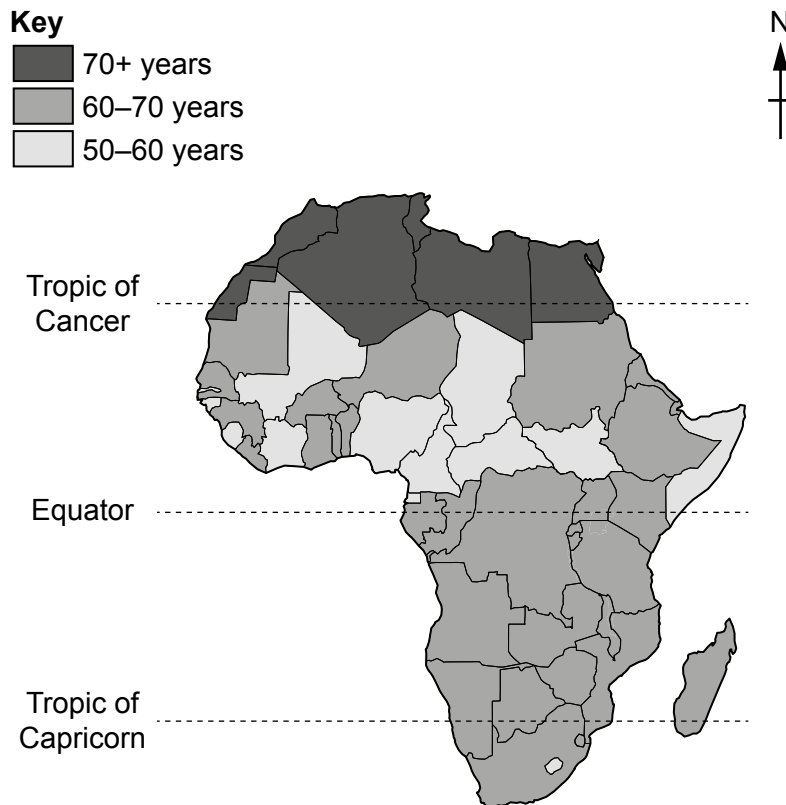 Key
70+ years
60–70 years
50–60 years
N
Tropic of
Cancer
Equator
Tropic of
Capricorn